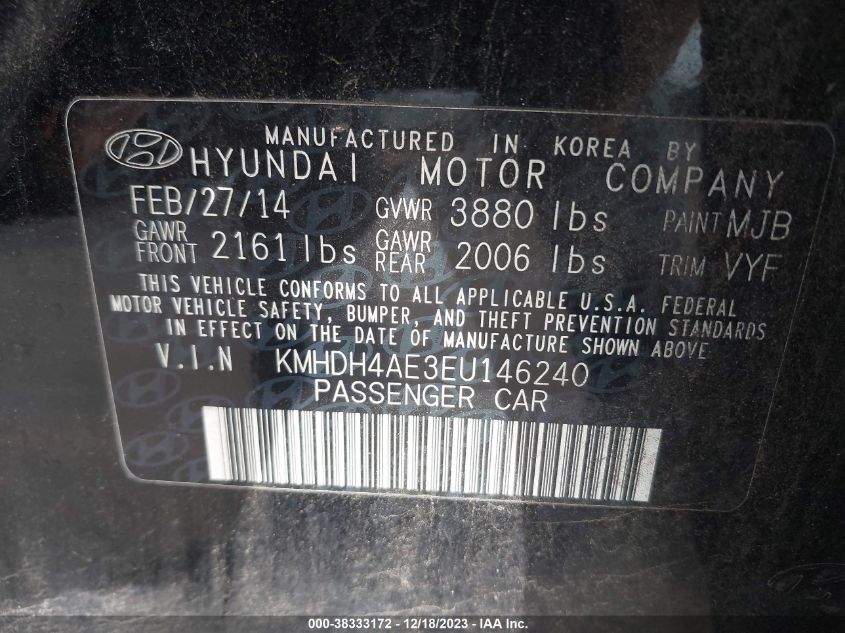 MANUFACTURED IN KOREA BY
HYUNDAI MOTOR COMPANY
FEB/27/14 GVWR 3880 lbs PAINT MJB
GAWR FRONT 2161 lbs GAWR REAR 2006 lbs TRIM VYF
THIS VEHICLE CONFORMS TO ALL APPLICABLE U.S.A. FEDERAL
MOTOR VEHICLE SAFETY, BUMPER, AND THEFT PREVENTION STANDARDS
IN EFFECT ON THE DATE OF MANUFACTURE SHOWN ABOVE
V.I.N KMHDH4AE3EU146240
PASSENGER CAR
000-38333172 - 12/18/2023 - IAA Inc.